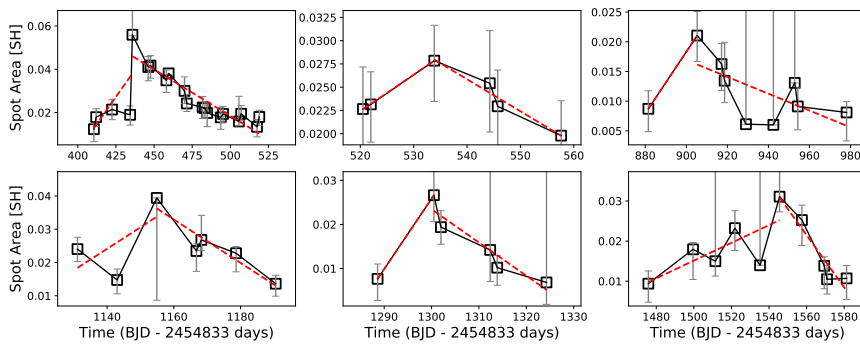 Spot Area [SH]
0.06
0.04
0.02
400 425 450 475 500 525
0.0325
0.0300
0.0275
0.0250
0.0225
0.0200
520 530 540 550 560
0.025
0.020
0.015
0.010
0.005
880 900 920 940 960 980
Spot Area [SH]
0.04
0.03
0.02
0.01
1140 1160 1180
Time (BJD - 2454833 days)
0.03
0.02
0.01
1290 1300 1310 1320 1330
Time (BJD - 2454833 days)
0.04
0.03
0.02
0.01
1480 1500 1520 1540 1560 1580
Time (BJD - 2454833 days)